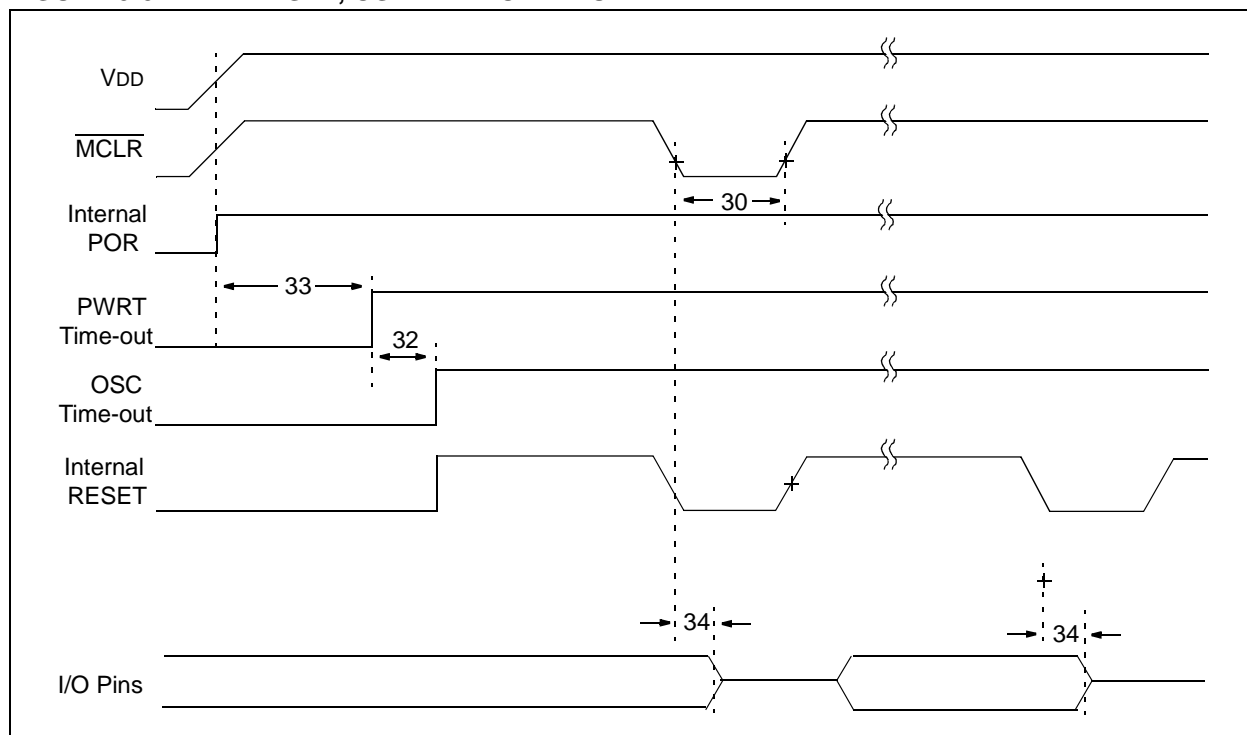 VDD
MCLR
30
Internal
POR
33
PWRT
Time-out
32
OSC
Time-out
Internal
RESET
34
34
I/O Pins